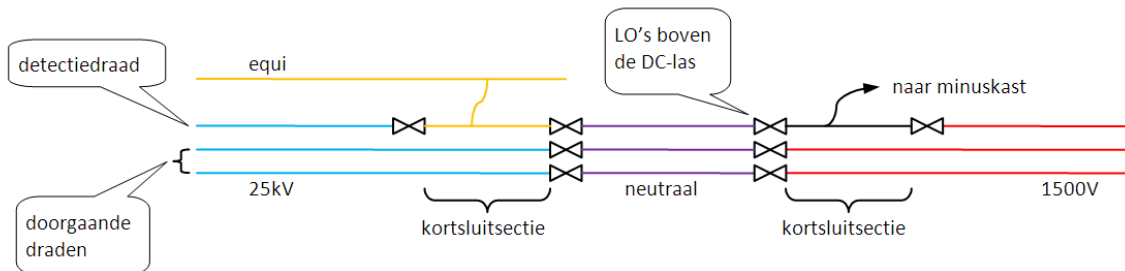 detectiedraad
equi
LO's boven
de DC-las
naar minuskast
25kV
neutraal
1500V
doorgaande
draden
kortsluitsectie
kortsluitsectie